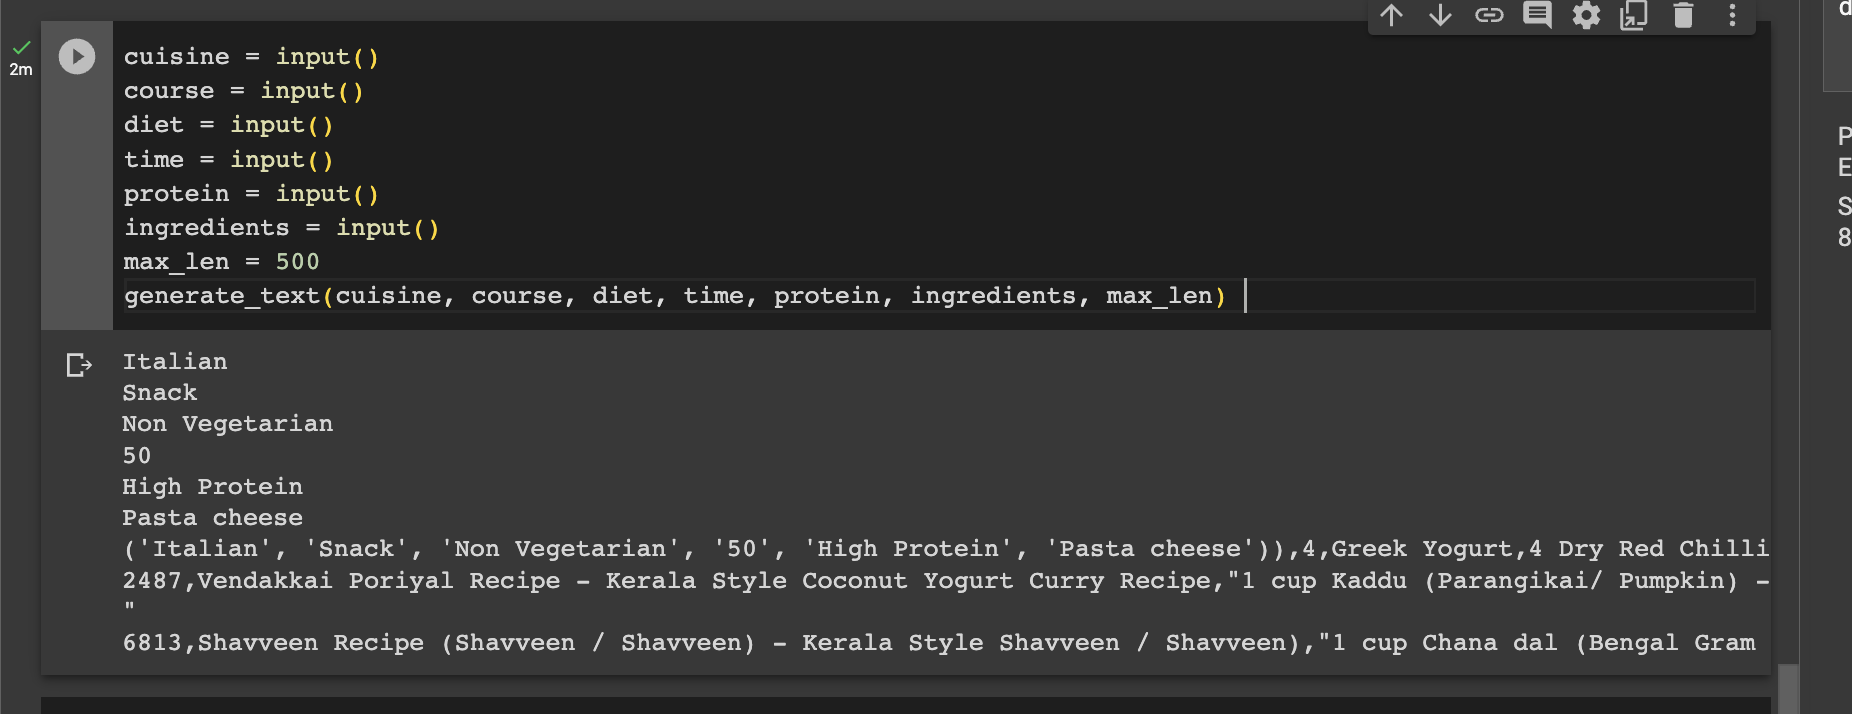 2m
cuisine = input()
course = input()
diet = input()
time = input()
protein = input()
ingredients = input()
max_len = 500
generate_text(cuisine, course, diet, time, protein, ingredients, max_len)
Italian
Snack
Non Vegetarian
50
High Protein
Pasta cheese
('Italian', 'Snack', 'Non Vegetarian', '50', 'High Protein', 'Pasta cheese')),4,Greek Yogurt,4 Dry Red Chilli
2487,Vendakkai Poriyal Recipe - Kerala Style Coconut Yogurt Curry Recipe,"1 cup Kaddu (Parangikai/ Pumpkin) -
"
6813,Shavveen Recipe (Shavveen / Shavveen) - Kerala Style Shavveen / Shavveen),"1 cup Chana dal (Bengal Gram
d
P
E
S
8